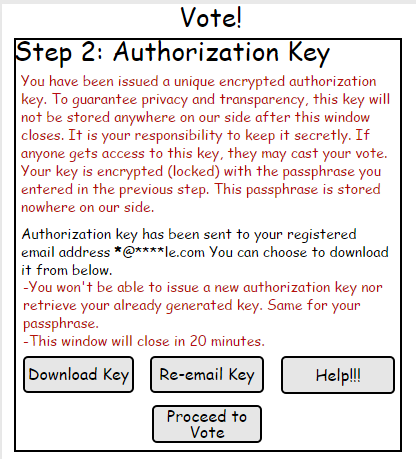 Vote!
Step 2: Authorization Key
You have been issued a unique encrypted authorization
key. To guarantee privacy and transparency, this key will
not be stored anywhere on our side after this window
closes. It is your responsibility to keep it secretly. If
anyone gets access to this key, they may cast your vote.
Your key is encrypted (locked) with the passphrase you
entered in the previous step. This passphrase is stored
nowhere on our side.
Authorization key has been sent to your registered
email address *@****le.com You can choose to download
it from below.
-You won't be able to issue a new authorization key nor
retrieve your already generated key. Same for your
passphrase.
-This window will close in 20 minutes.
Download Key
Re-email Key
Help!!!
Proceed to
Vote